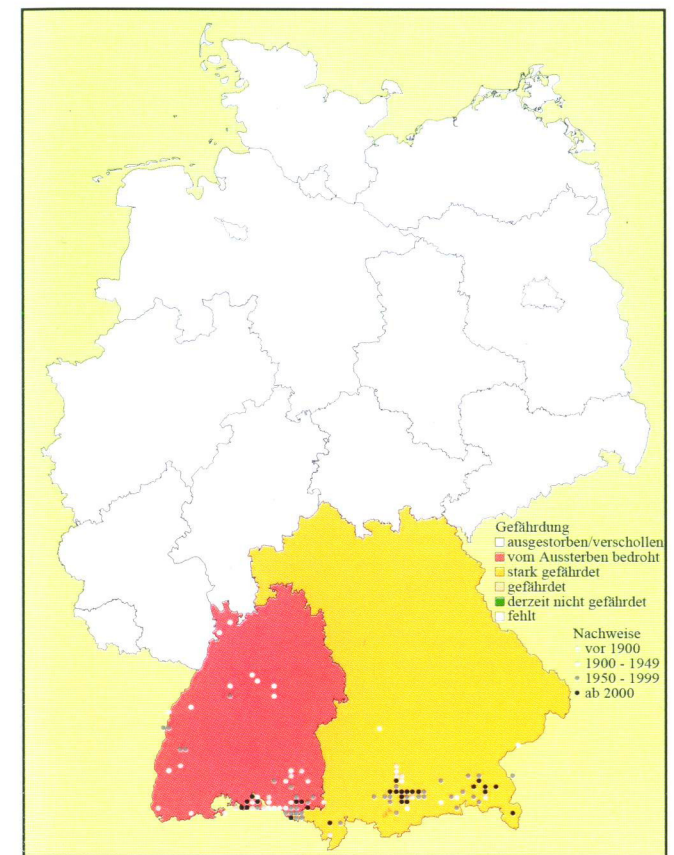 Gefährdung
ausgestorben/verschollen
vom Aussterben bedroht
stark gefährdet
gefährdet
derzeit nicht gefährdet
fehlt
Nachweise
vor 1900
1900 - 1949
1950 - 1999
ab 2000